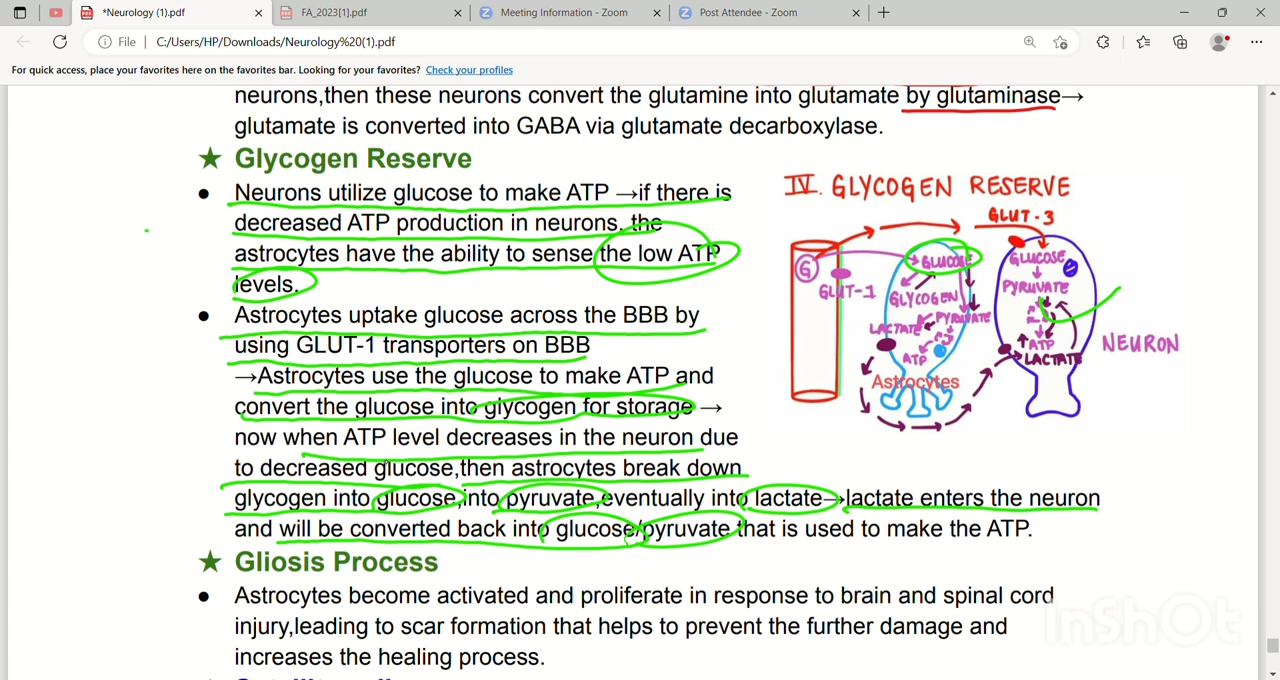 *Neurology (1).pdf
FA_2023[1].pdf
Meeting Information - Zoom
Post Attendee - Zoom
File
C:/Users/HP/Downloads/Neurology%20(1).pdf
For quick access, place your favorites here on the favorites bar. Looking for your favorites? Check your profiles
neurons,then these neurons convert the glutamine into glutamate by glutaminase→
glutamate is converted into GABA via glutamate decarboxylase.
★ Glycogen Reserve
● Neurons utilize glucose to make ATP →if there is
decreased ATP production in neurons, the
astrocytes have the ability to sense the low ATP
levels.
● Astrocytes uptake glucose across the BBB by
using GLUT-1 transporters on BBB
→Astrocytes use the glucose to make ATP and
convert the glucose into glycogen for storage →
now when ATP level decreases in the neuron due
to decreased glucose,then astrocytes break down
glycogen into glucose,into pyruvate,eventually into lactate→lactate enters the neuron
and will be converted back into glucose/pyruvate that is used to make the ATP.
IV. GLYCOGEN RESERVE
GLUT-3
G
GLUCOSE
GLUCOSE
GLUT-1
GLYCOGEN
PYRUVATE
PYRUVATE
LACTATE
ATP
ATP
LACTATE
NEURON
Astrocytes
★ Gliosis Process
● Astrocytes become activated and proliferate in response to brain and spinal cord
injury,leading to scar formation that helps to prevent the further damage and
increases the healing process.
InShOt